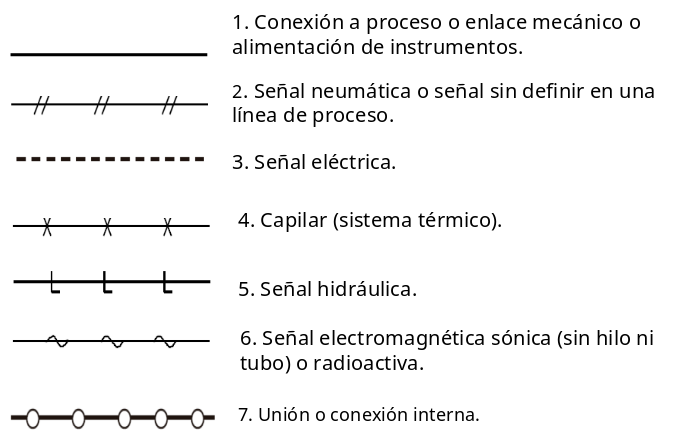 1. Conexión a proceso o enlace mecánico o
alimentación de instrumentos.
2. Señal neumática o señal sin definir en una
línea de proceso.
3. Señal eléctrica.
4. Capilar (sistema térmico).
5. Señal hidráulica.
6. Señal electromagnética sónica (sin hilo ni
tubo) o radioactiva.
7. Unión o conexión interna.